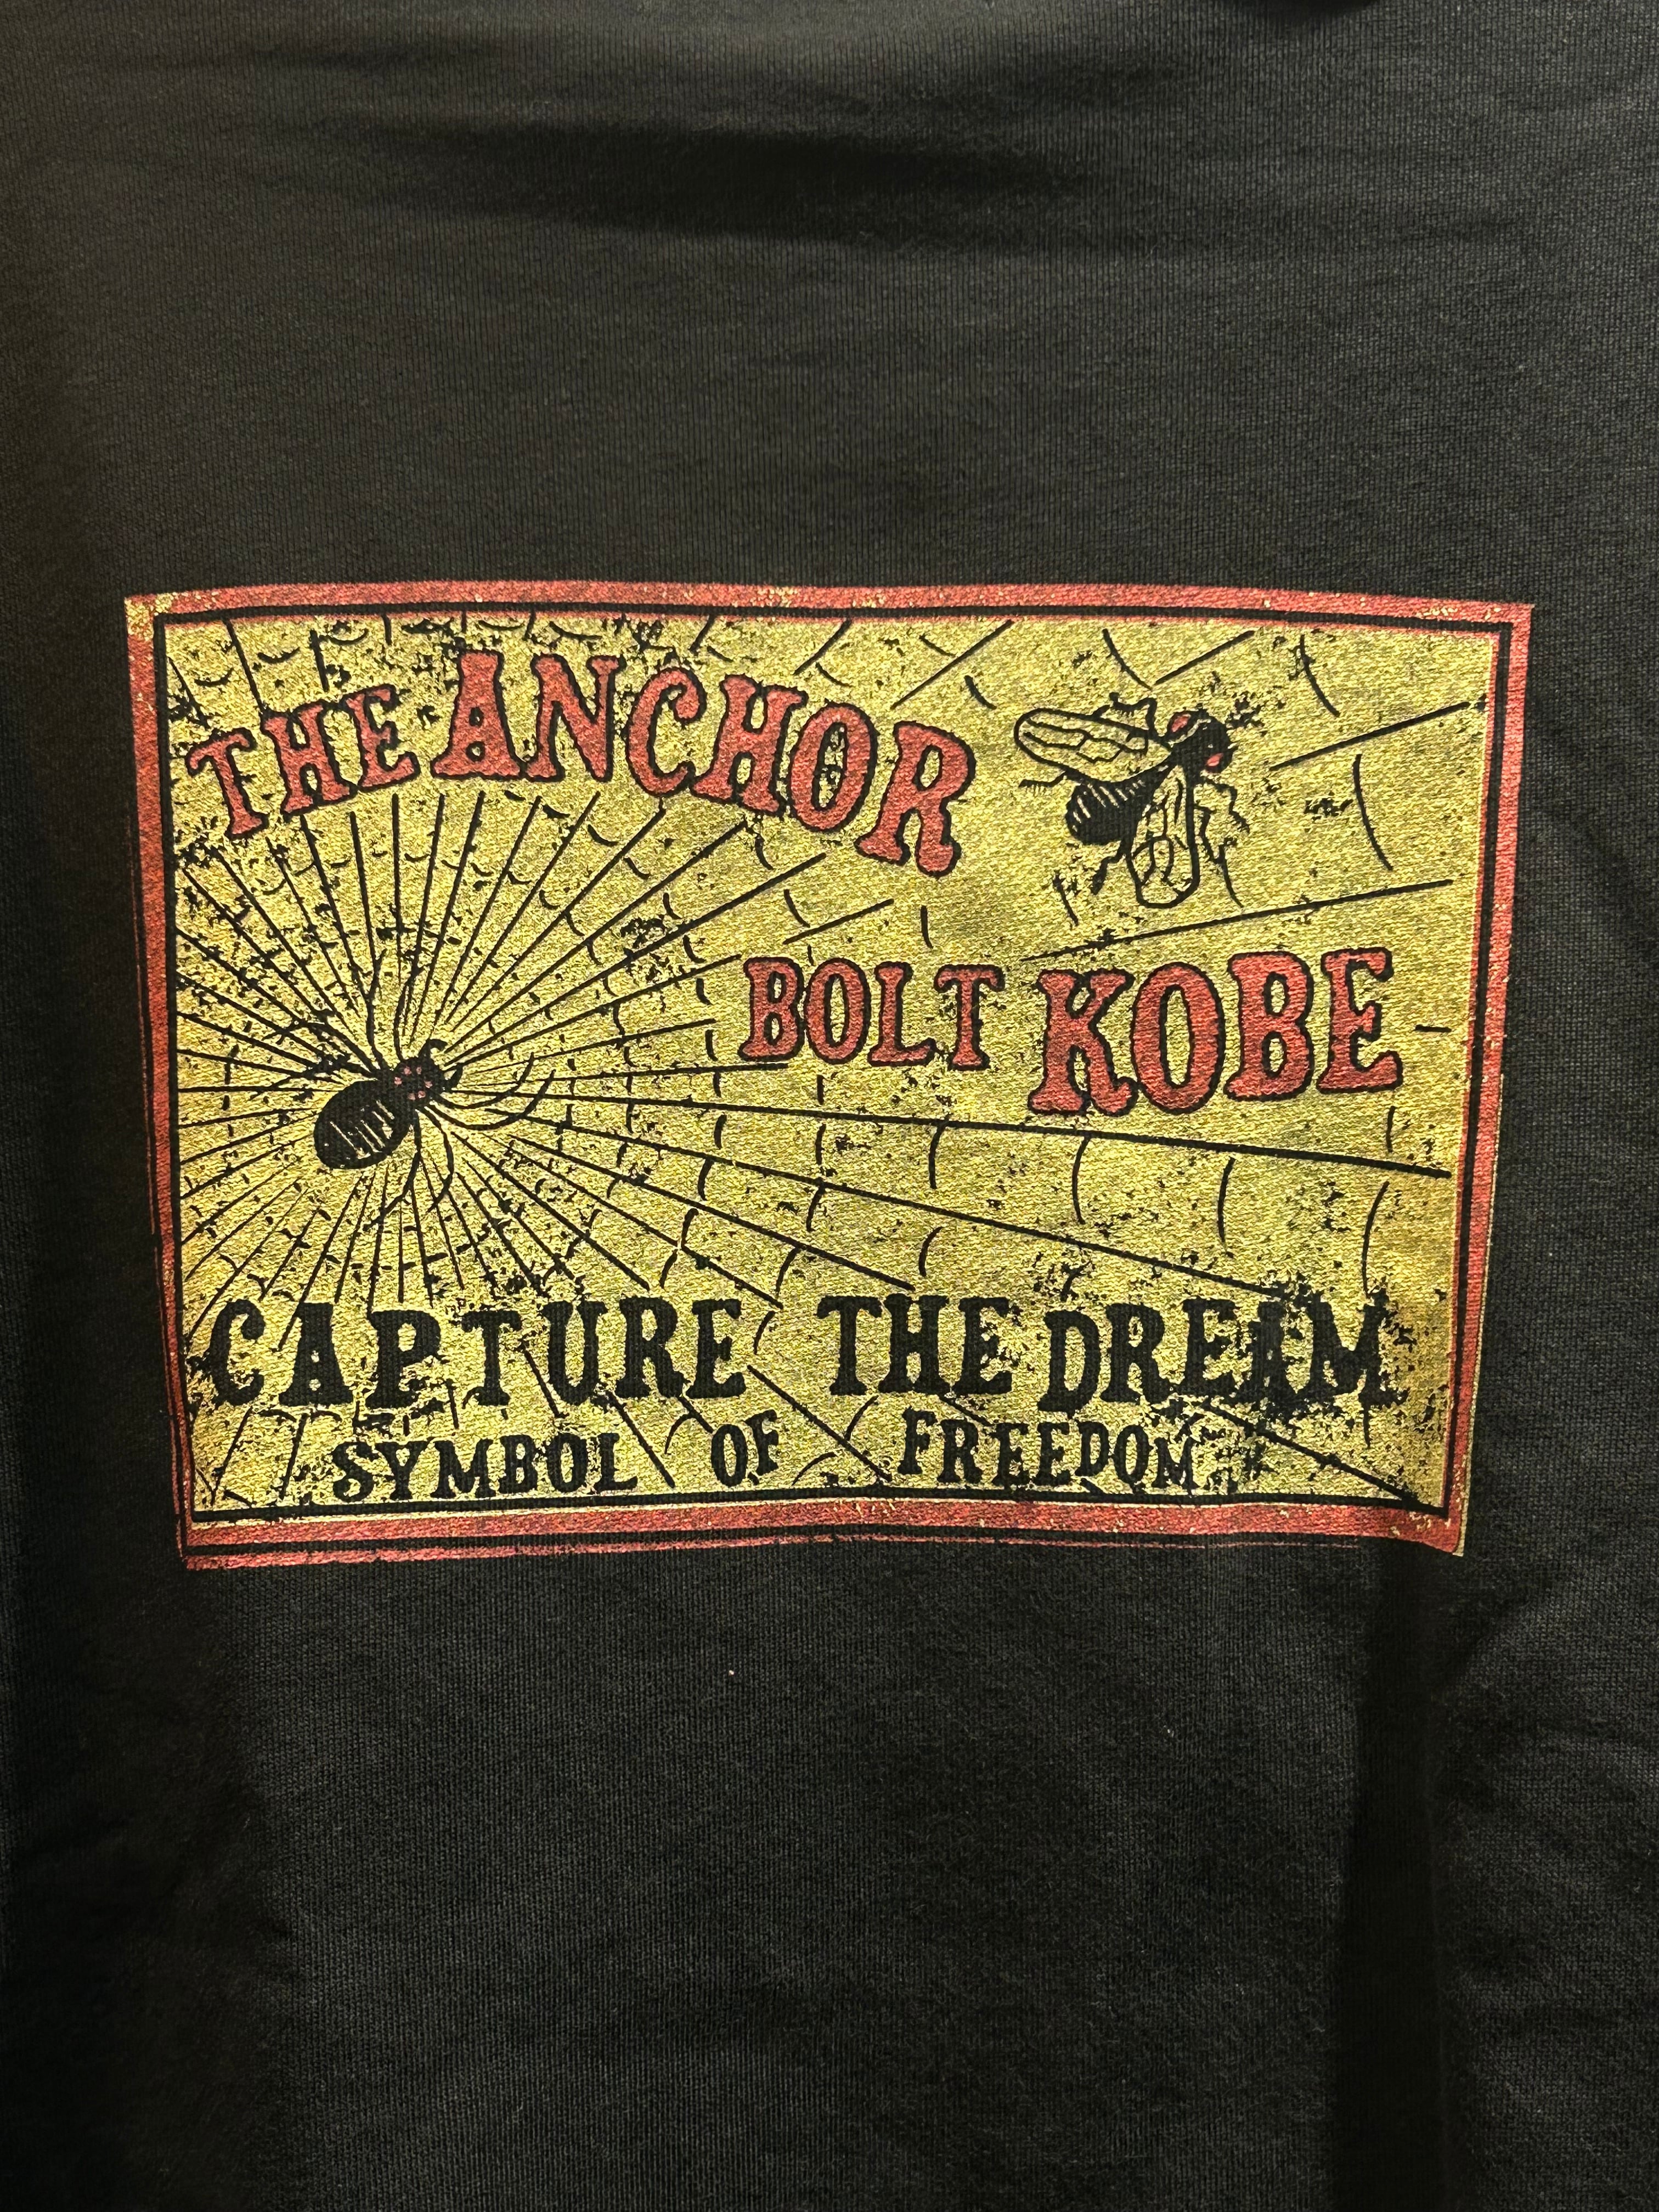 THE ANCHOR
BOLT KOBE
CAPTURE THE DREAM
SYMBOL OF FREEDOM